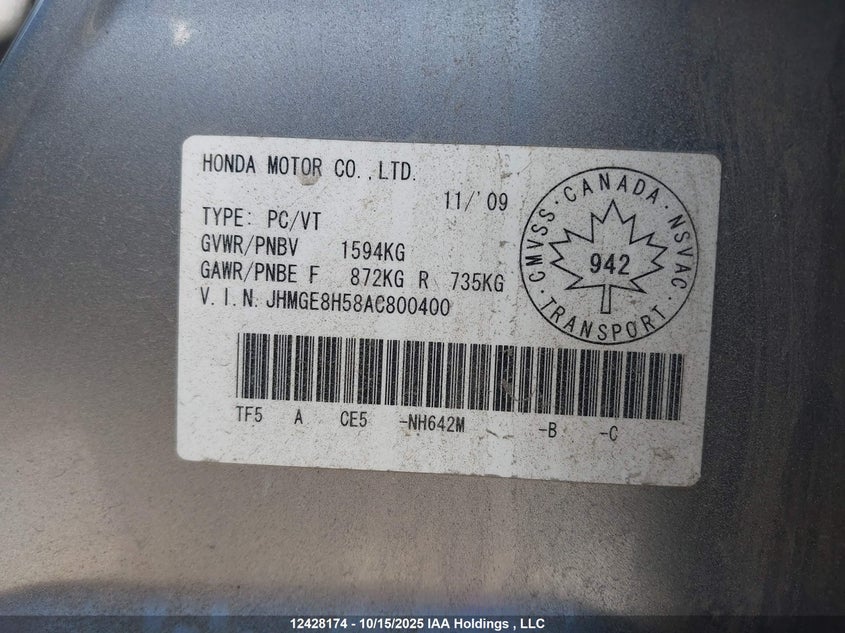 HONDA MOTOR CO.,LTD.
11/'09
TYPE: PC/VT
GVWR/PNBV 1594KG
GAWR/PNBE F 872KG R 735KG
V.I.N. JHMGE8H58AC800400
TF5 A CE5 -NH642M -B -C
CMVSS · CANADA · NSVAC
942
· TRANSPORT ·
12428174 - 10/15/2025 IAA Holdings , LLC